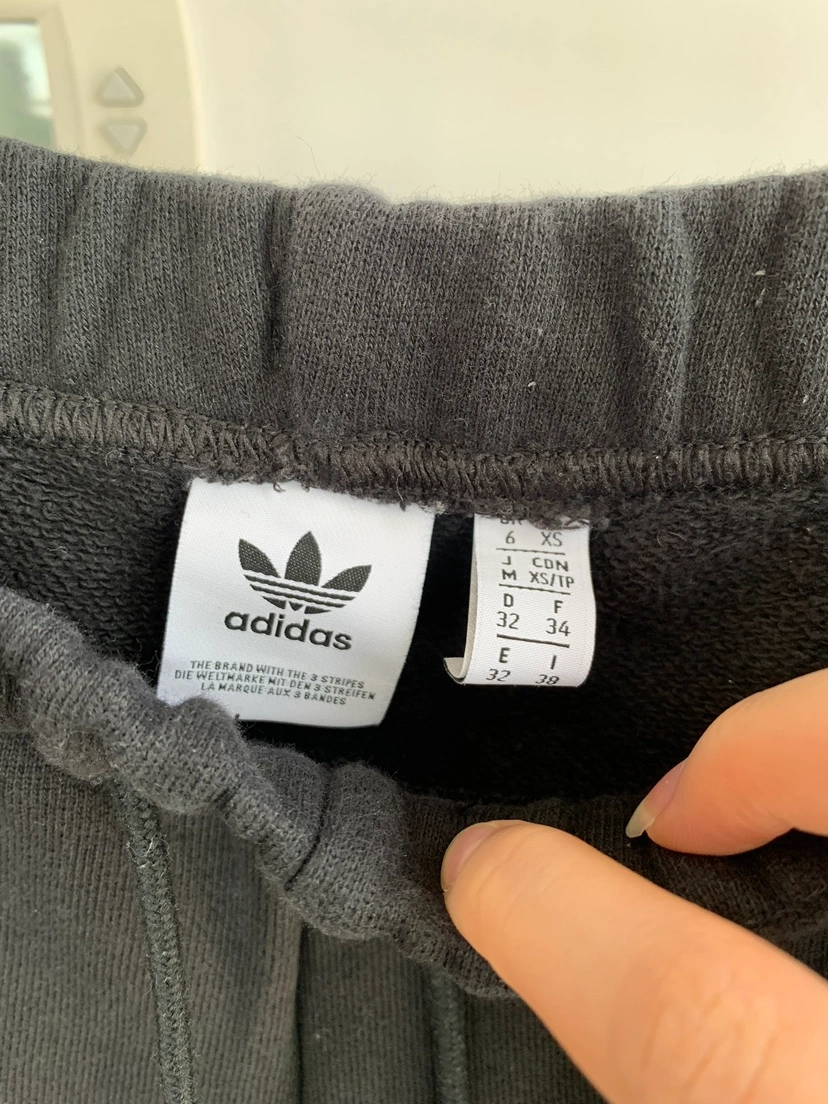 adidas
THE BRAND WITH THE 3 STRIPES
DIE WELTMARKE MIT DEN 3 STREIFEN
LA MARQUE AUX 3 BANDES
6 XS
J CDN
M XS/TP
D F
32 34
E I
32 38